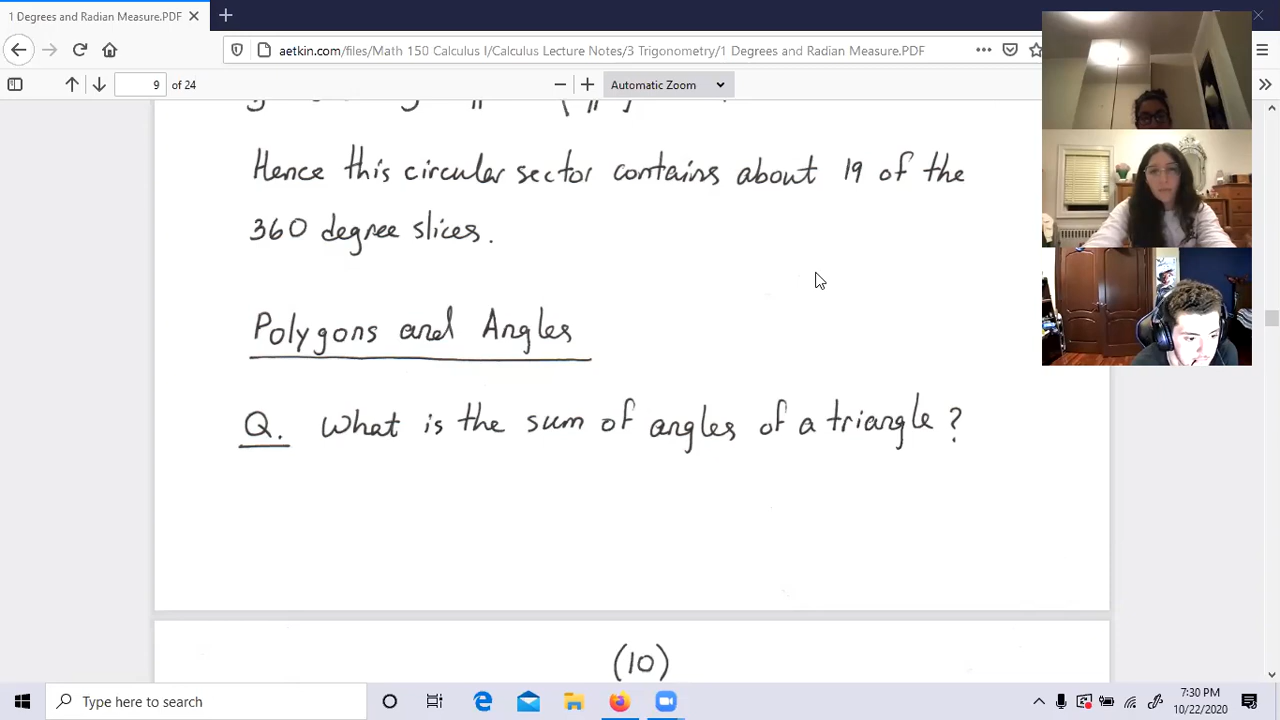 1 Degrees and Radian Measure.PDF
aetkin.com/files/Math 150 Calculus I/Calculus Lecture Notes/3 Trigonometry/1 Degrees and Radian Measure.PDF
9 of 24
Automatic Zoom
Hence this circular sector contains about 19 of the
360 degree slices.
Polygons and Angles
Q. What is the sum of angles of a triangle?
(10)
Type here to search
7:30 PM
10/22/2020